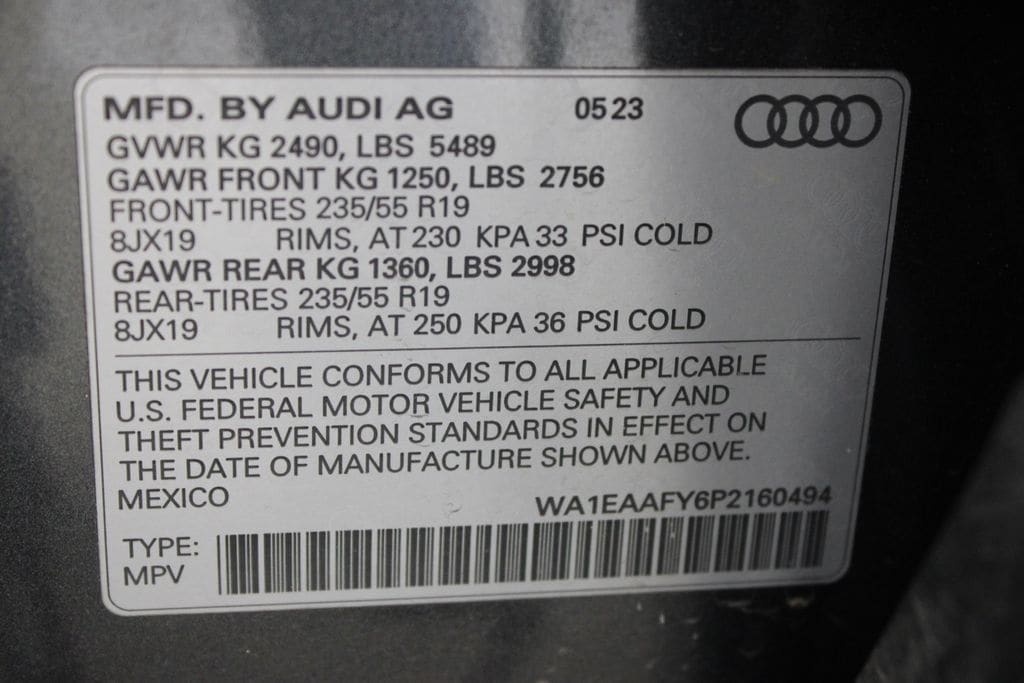 MFD. BY AUDI AG 0523
GVWR KG 2490, LBS 5489
GAWR FRONT KG 1250, LBS 2756
FRONT-TIRES 235/55 R19
8JX19 RIMS, AT 230 KPA 33 PSI COLD
GAWR REAR KG 1360, LBS 2998
REAR-TIRES 235/55 R19
8JX19 RIMS, AT 250 KPA 36 PSI COLD
THIS VEHICLE CONFORMS TO ALL APPLICABLE
U.S. FEDERAL MOTOR VEHICLE SAFETY AND
THEFT PREVENTION STANDARDS IN EFFECT ON
THE DATE OF MANUFACTURE SHOWN ABOVE.
MEXICO WA1EAAFY6P2160494
TYPE:
MPV